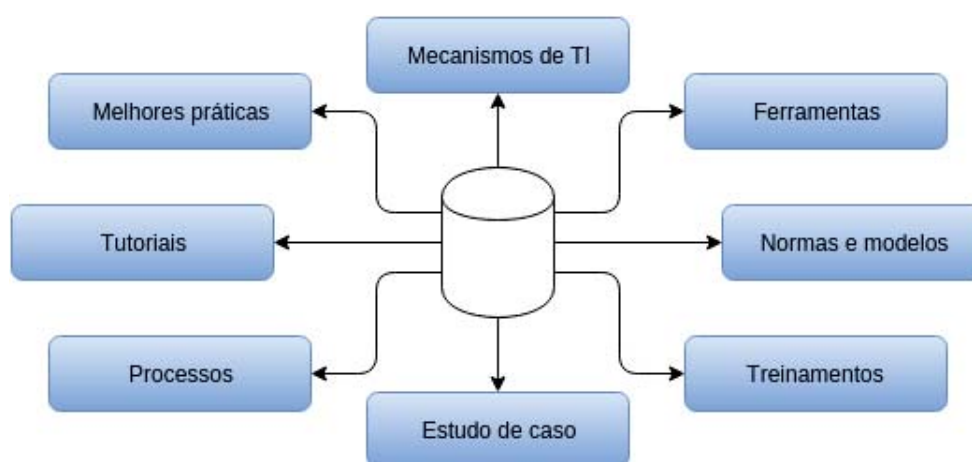 Mecanismos de TI
Melhores práticas
Ferramentas
Tutoriais
Normas e modelos
Processos
Treinamentos
Estudo de caso